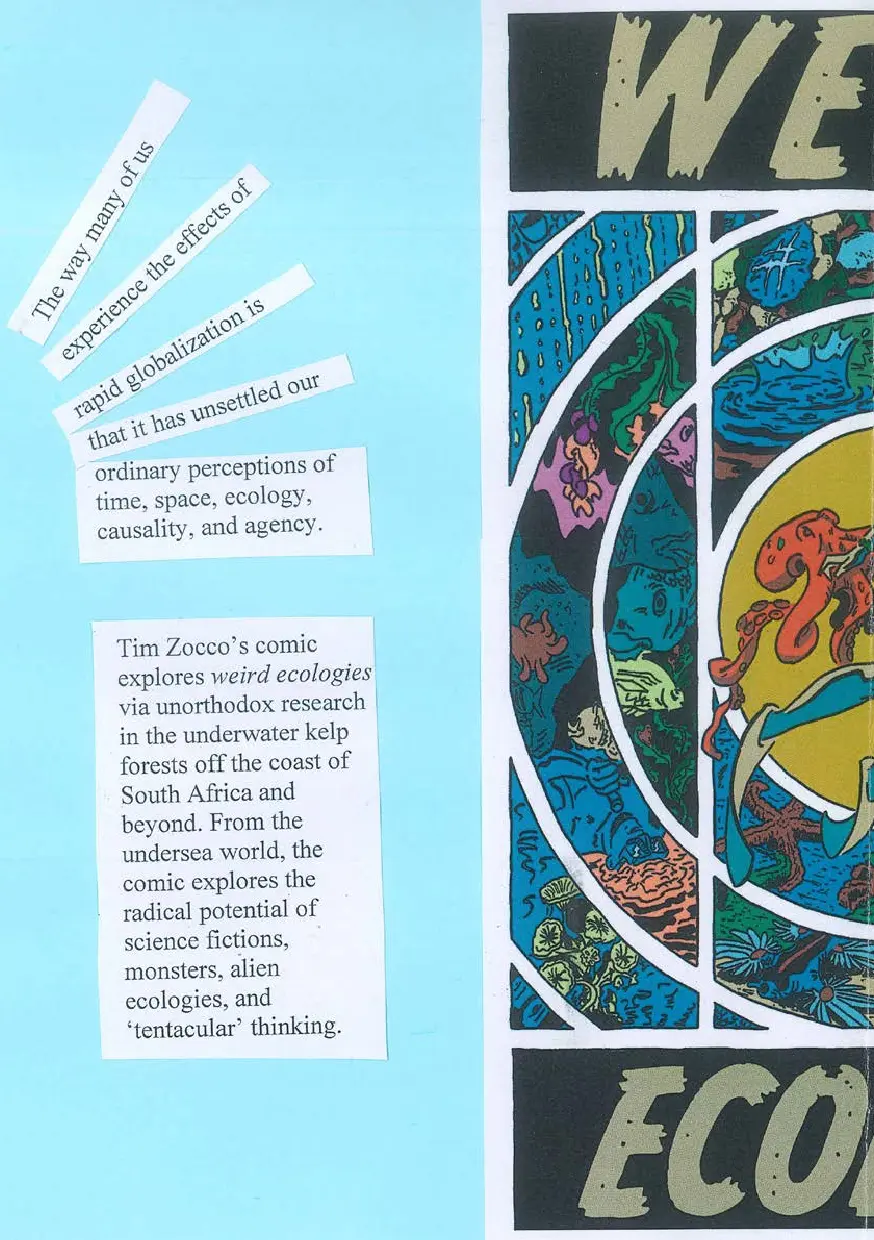 The way many of us
experience the effects of
rapid globalization is
that it has unsettled our
ordinary perceptions of
time, space, ecology,
causality, and agency.
Tim Zocco’s comic
explores weird ecologies
via unorthodox research
in the underwater kelp
forests off the coast of
South Africa and
beyond. From the
undersea world, the
comic explores the
radical potential of
science fictions,
monsters, alien
ecologies, and
‘tentacular’ thinking.
WE
ECO